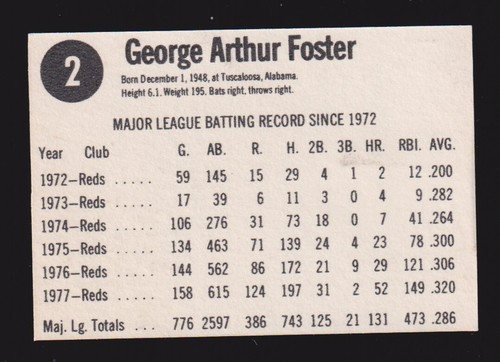 2
George Arthur Foster
Born December 1, 1948, at Tuscaloosa, Alabama.
Height 6.1. Weight 195. Bats right, throws right.
MAJOR LEAGUE BATTING RECORD SINCE 1972
Year Club G. AB. R. H. 2B. 3B. HR. RBI. AVG.
1972—Reds ..... 59 145 15 29 4 1 2 12 .200
1973—Reds ..... 17 39 6 11 3 0 4 9 .282
1974—Reds ..... 106 276 31 73 18 0 7 41 .264
1975—Reds ..... 134 463 71 139 24 4 23 78 .300
1976—Reds ..... 144 562 86 172 21 9 29 121 .306
1977—Reds ..... 158 615 124 197 31 2 52 149 .320
Maj. Lg. Totals .... 776 2597 386 743 125 21 131 473 .286